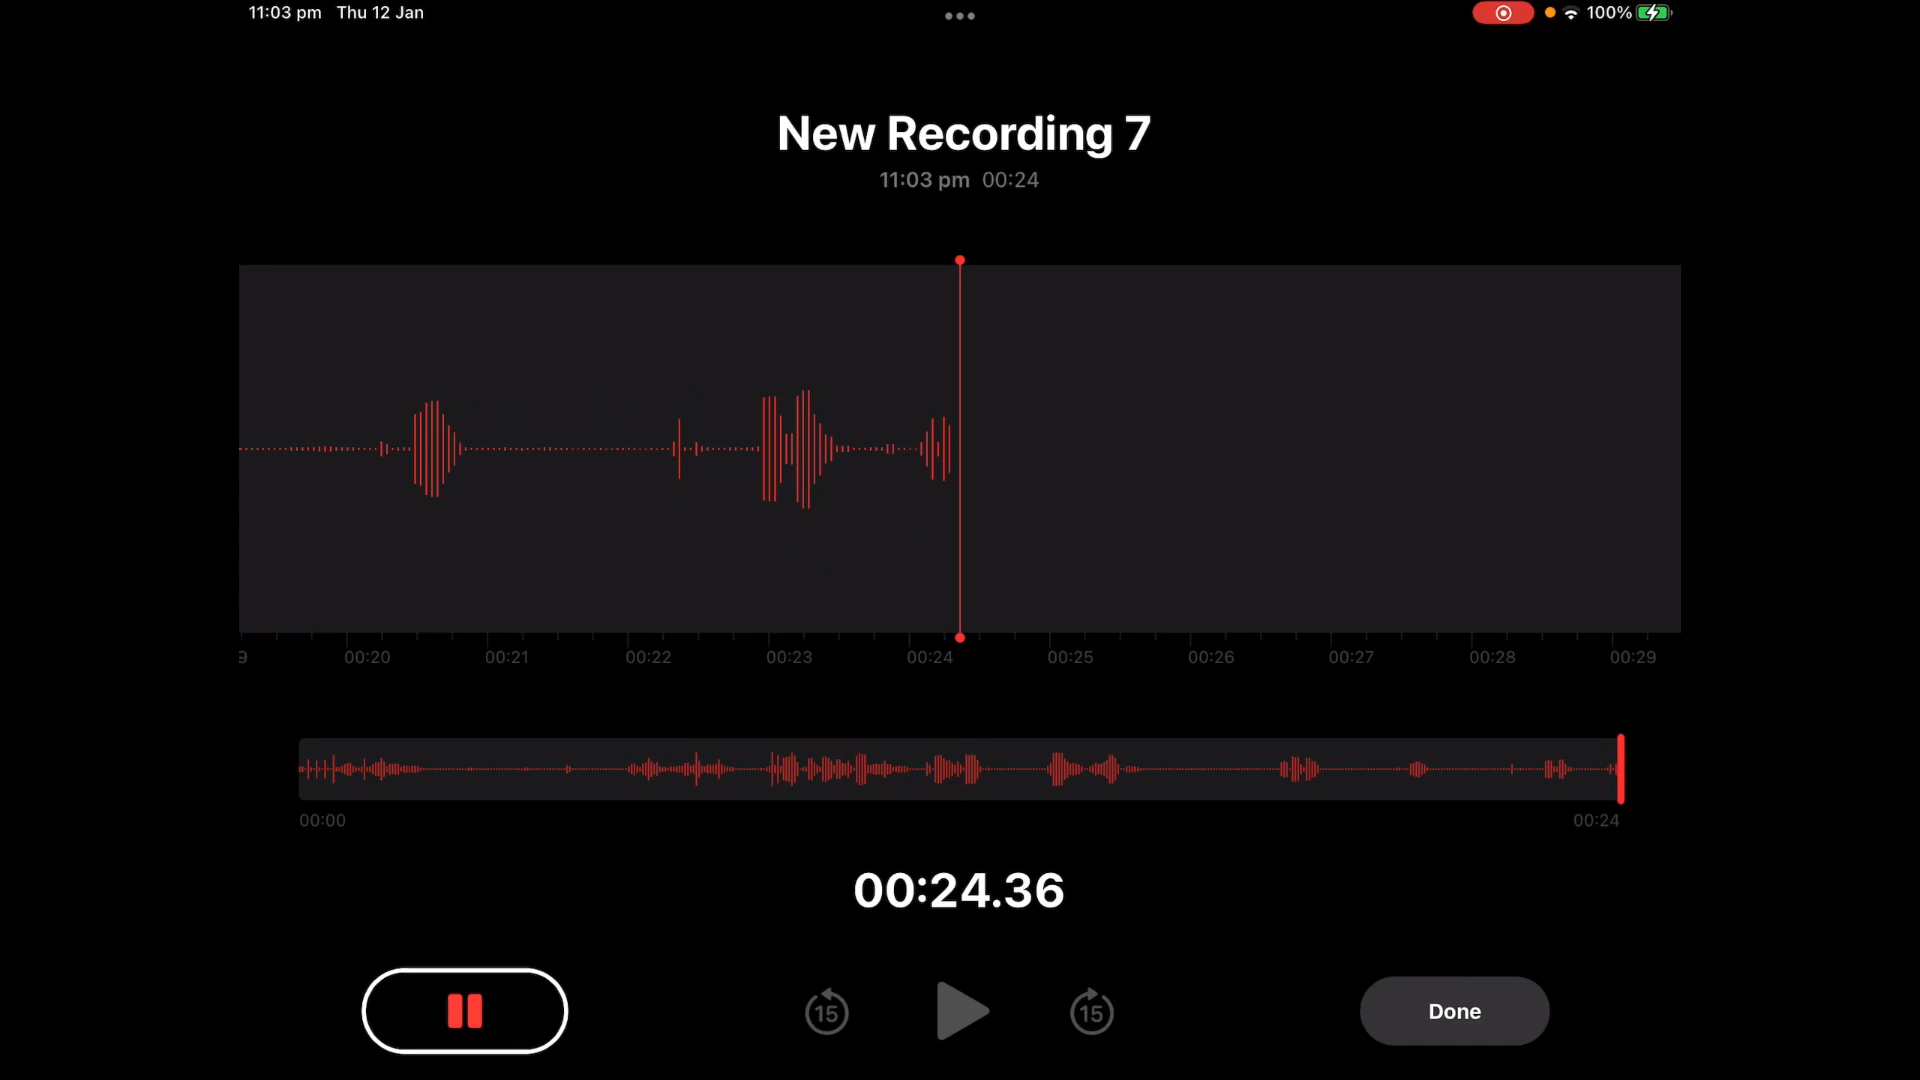 11:03 pm Thu 12 Jan
100%
New Recording 7
11:03 pm 00:24
9 00:20 00:21 00:22 00:23 00:24 00:25 00:26 00:27 00:28 00:29
00:00 00:24
00:24.36
15 15 Done